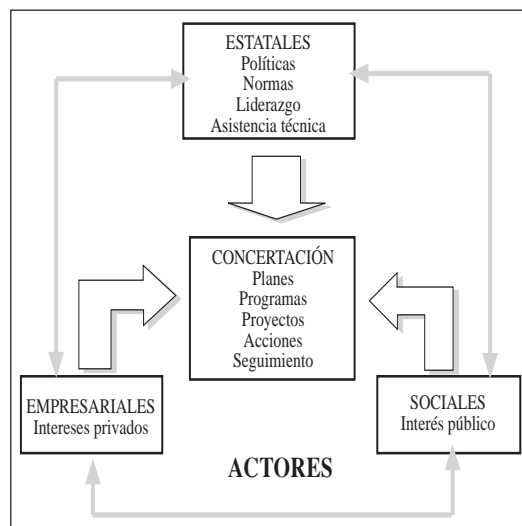 ESTATALES
Políticas
Normas
Liderazgo
Asistencia técnica
CONCERTACIÓN
Planes
Programas
Proyectos
Acciones
Seguimiento
EMPRESARIALES
Intereses privados
SOCIALES
Interés público
ACTORES